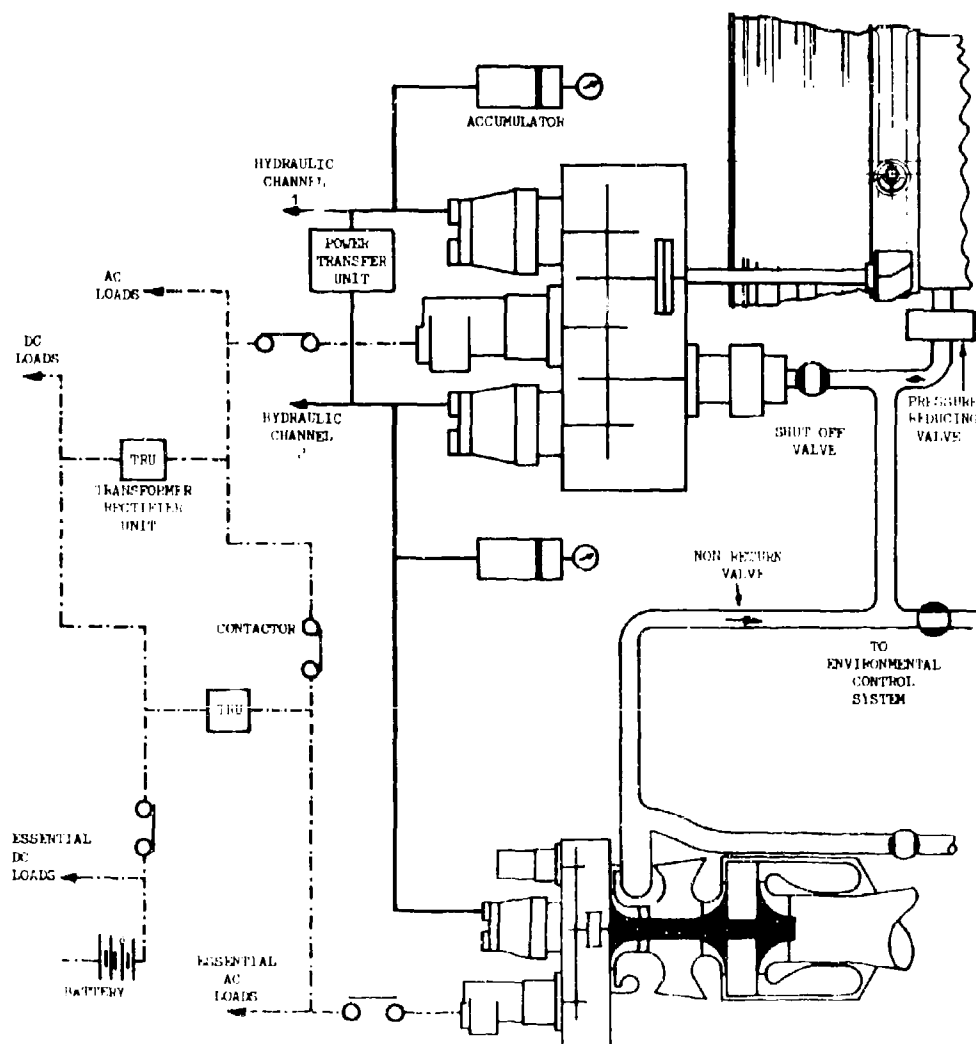 ACCUMULATOR
HYDRAULIC
CHANNEL
1
POWER
TRANSFER
UNIT
AC
LOADS
DC
LOADS
HYDRAULIC
CHANNEL
SHUT OFF
VALVE
PRESSURE
REDUCING
VALVE
TRU
TRANSFORMER
RECTIFIER
UNIT
NON RETURN
VALVE
CONTACTOR
TO
ENVIRONMENTAL
CONTROL
SYSTEM
TRU
ESSENTIAL
DC
LOADS
ESSENTIAL
AC
LOADS
BATTERY